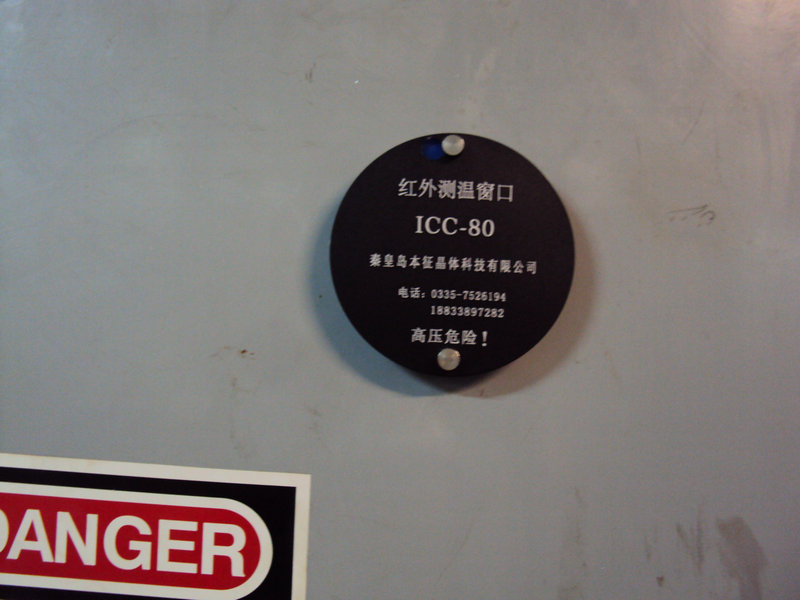 红外测温窗口
ICC-80
秦皇岛本征晶体科技有限公司
电话：0335-7526194
18833897282
高压危险！
DANGER